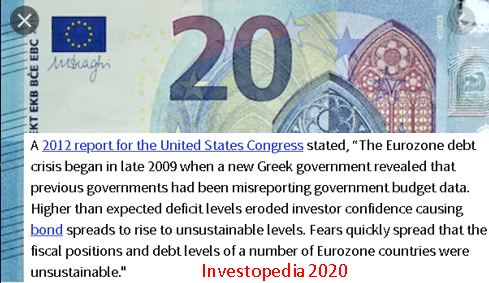 EKT EKB BCE EBC
M Draghi
20
A 2012 report for the United States Congress stated, “The Eurozone debt
crisis began in late 2009 when a new Greek government revealed that
previous governments had been misreporting government budget data.
Higher than expected deficit levels eroded investor confidence causing
bond spreads to rise to unsustainable levels. Fears quickly spread that the
fiscal positions and debt levels of a number of Eurozone countries were
unsustainable."
Investopedia 2020